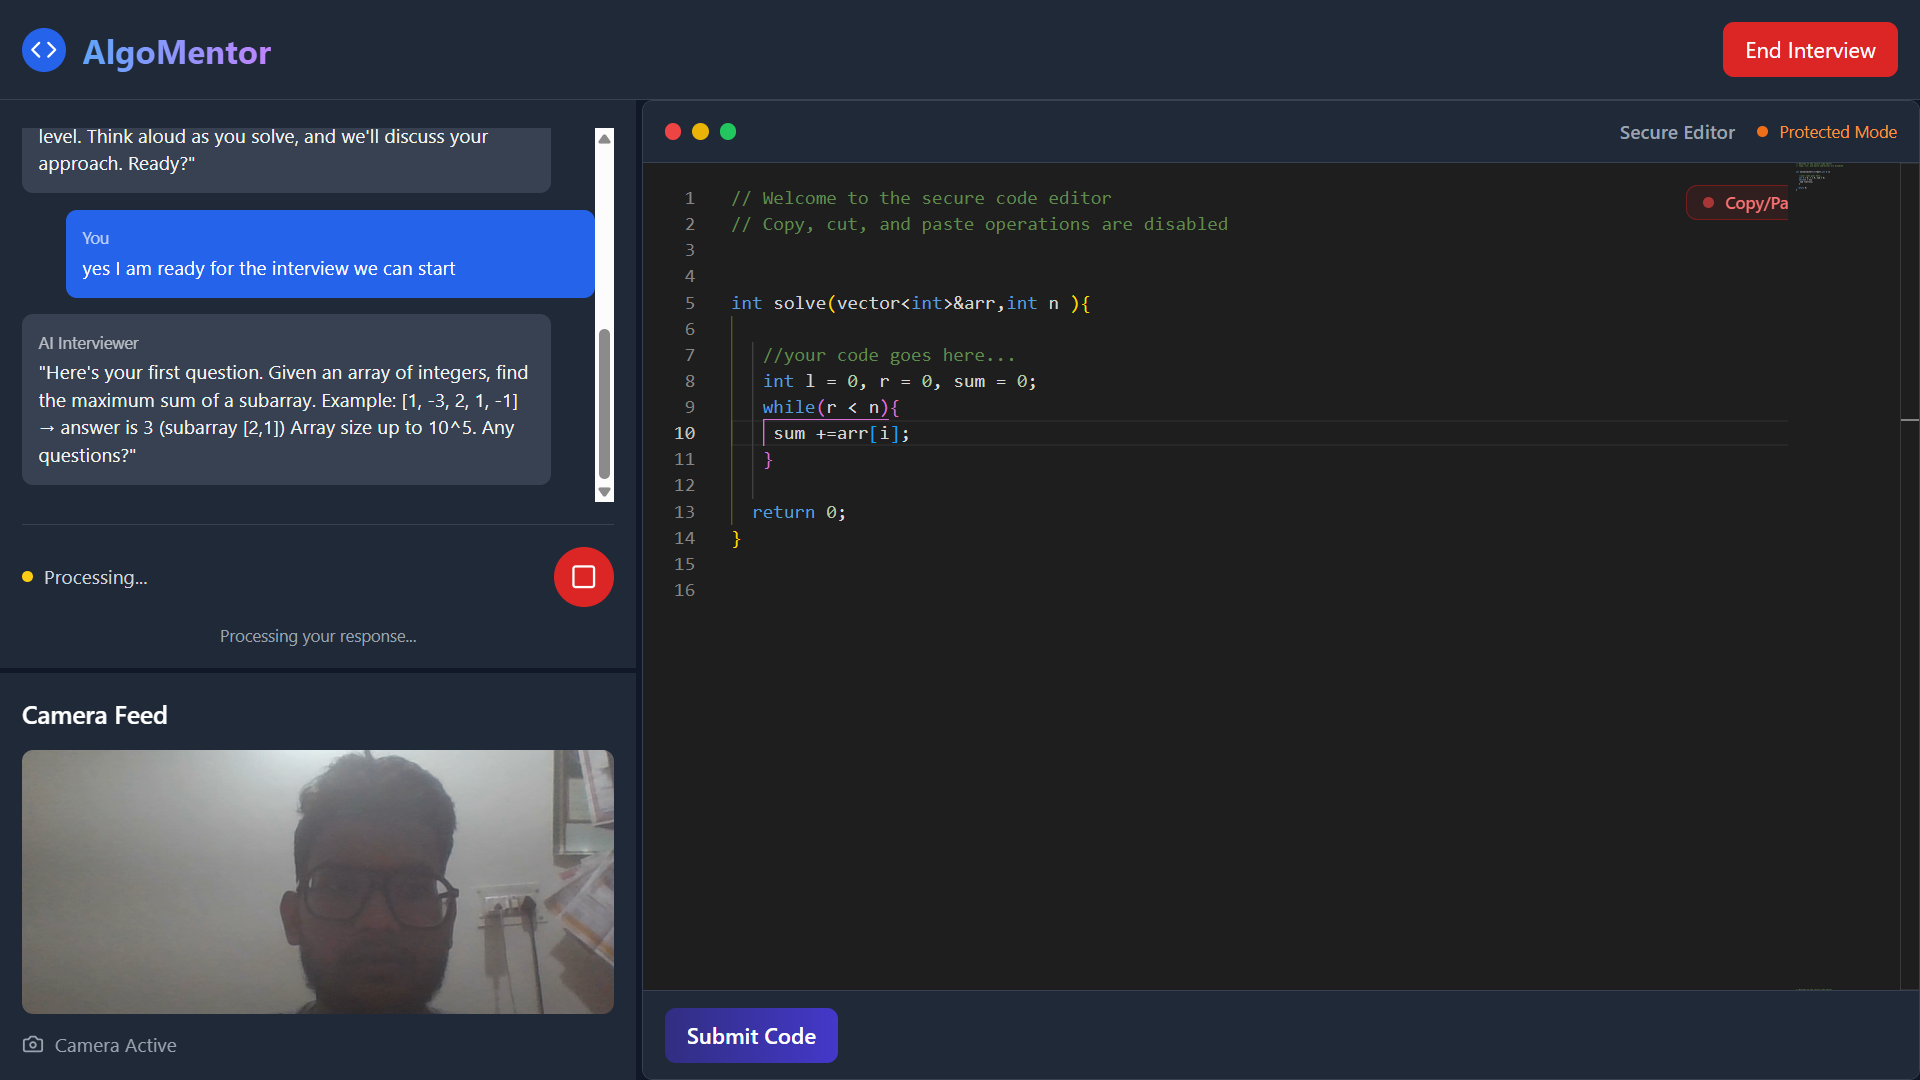 AlgoMentor
End Interview
level. Think aloud as you solve, and we'll discuss your
approach. Ready?"
You
yes I am ready for the interview we can start
AI Interviewer
"Here's your first question. Given an array of integers, find
the maximum sum of a subarray. Example: [1, -3, 2, 1, -1]
→ answer is 3 (subarray [2,1]) Array size up to 10^5. Any
questions?"
Processing...
Processing your response...
Camera Feed
Camera Active
Secure Editor
Protected Mode
Copy/Pa
1 // Welcome to the secure code editor
2 // Copy, cut, and paste operations are disabled
3
4
5 int solve(vector<int>&arr,int n ){
6
7 //your code goes here...
8 int l = 0, r = 0, sum = 0;
9 while(r < n){
10 sum +=arr[i];
11 }
12
13 return 0;
14 }
15
16
Submit Code